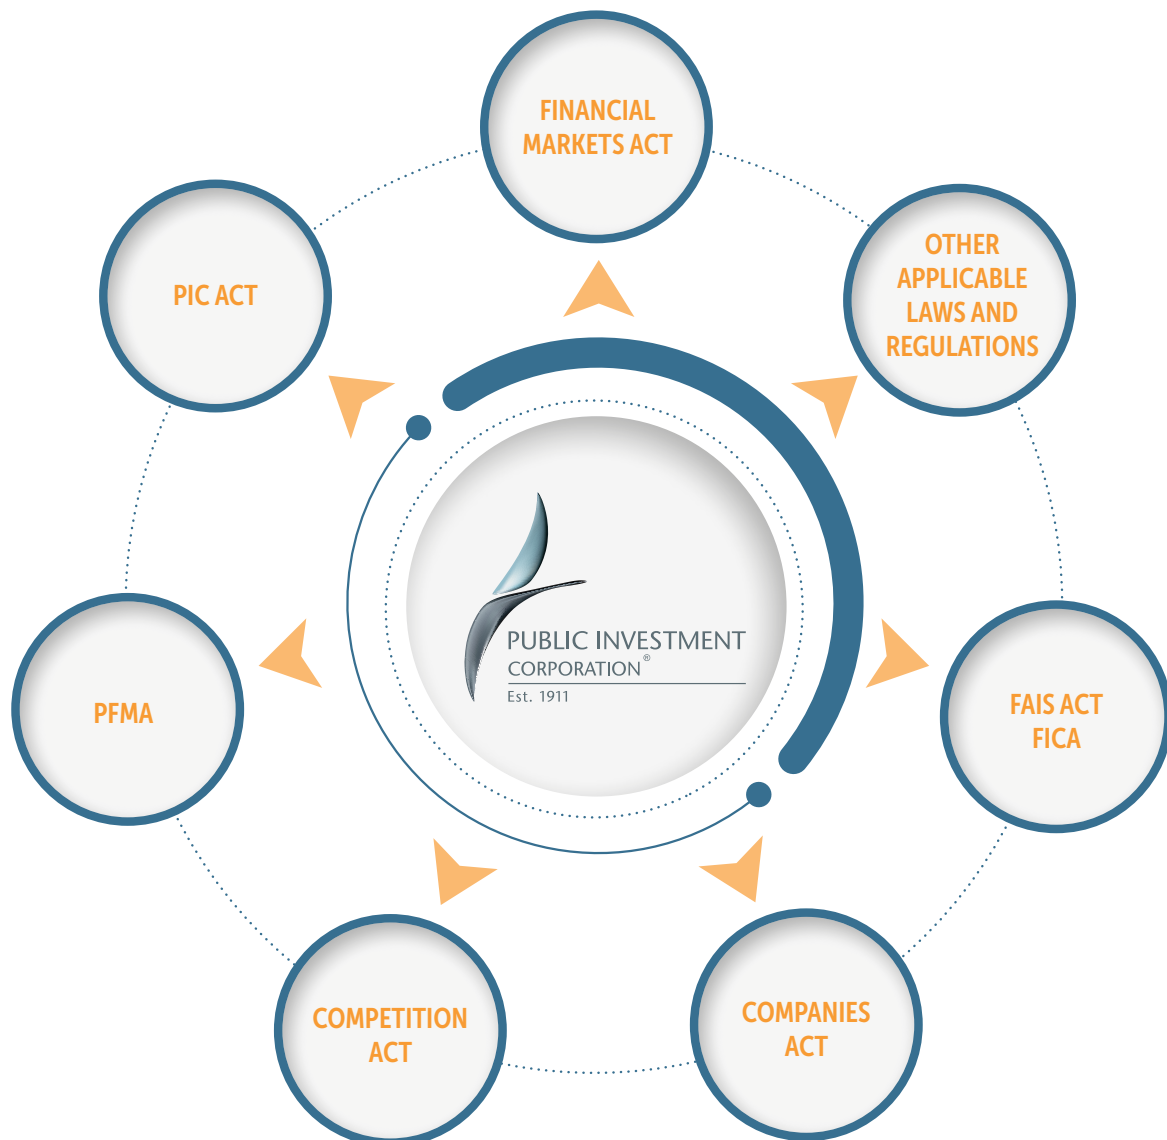 FINANCIAL
MARKETS ACT
OTHER
APPLICABLE
LAWS AND
REGULATIONS
PIC ACT
PUBLIC INVESTMENT
CORPORATION®
Est. 1911
PFMA
FAIS ACT
FICA
COMPETITION
ACT
COMPANIES
ACT